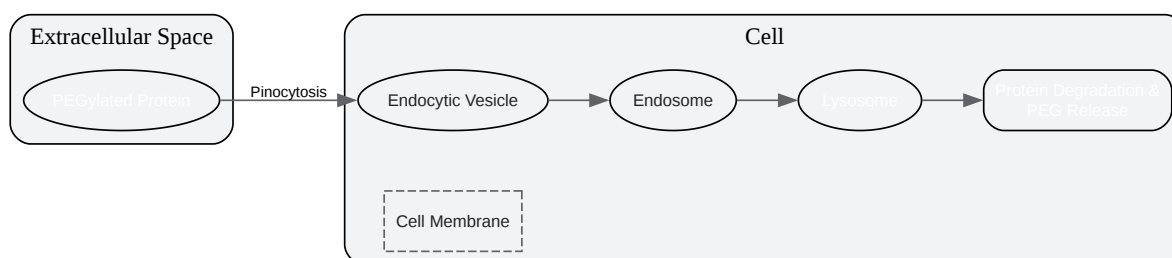 Extracellular Space
Cell
PEGylated Protein
Pinocytosis
Endocytic Vesicle
Endosome
Lysosome
Protein Degradation &
PEG Release
Cell Membrane